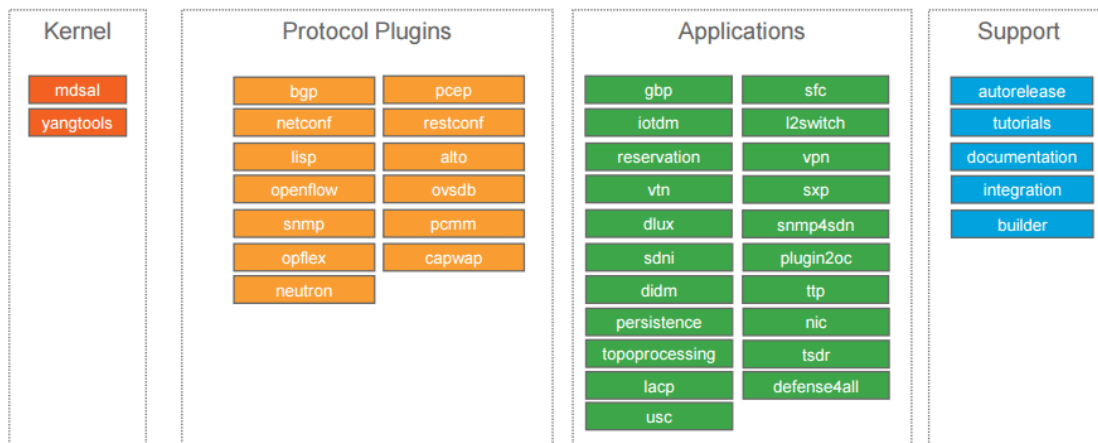 Kernel
mdsal
yangtools
Protocol Plugins
bgp
pcep
netconf
restconf
lisp
alto
openflow
ovsdb
snmp
pcmm
opflex
capwap
neutron
Applications
gbp
sfc
iotdm
l2switch
reservation
vpn
vtn
sxp
dlux
snmp4sdn
sdni
plugin2oc
didm
ttp
persistence
nic
topoprocessing
tsdr
lacp
defense4all
usc
Support
autorelease
tutorials
documentation
integration
builder